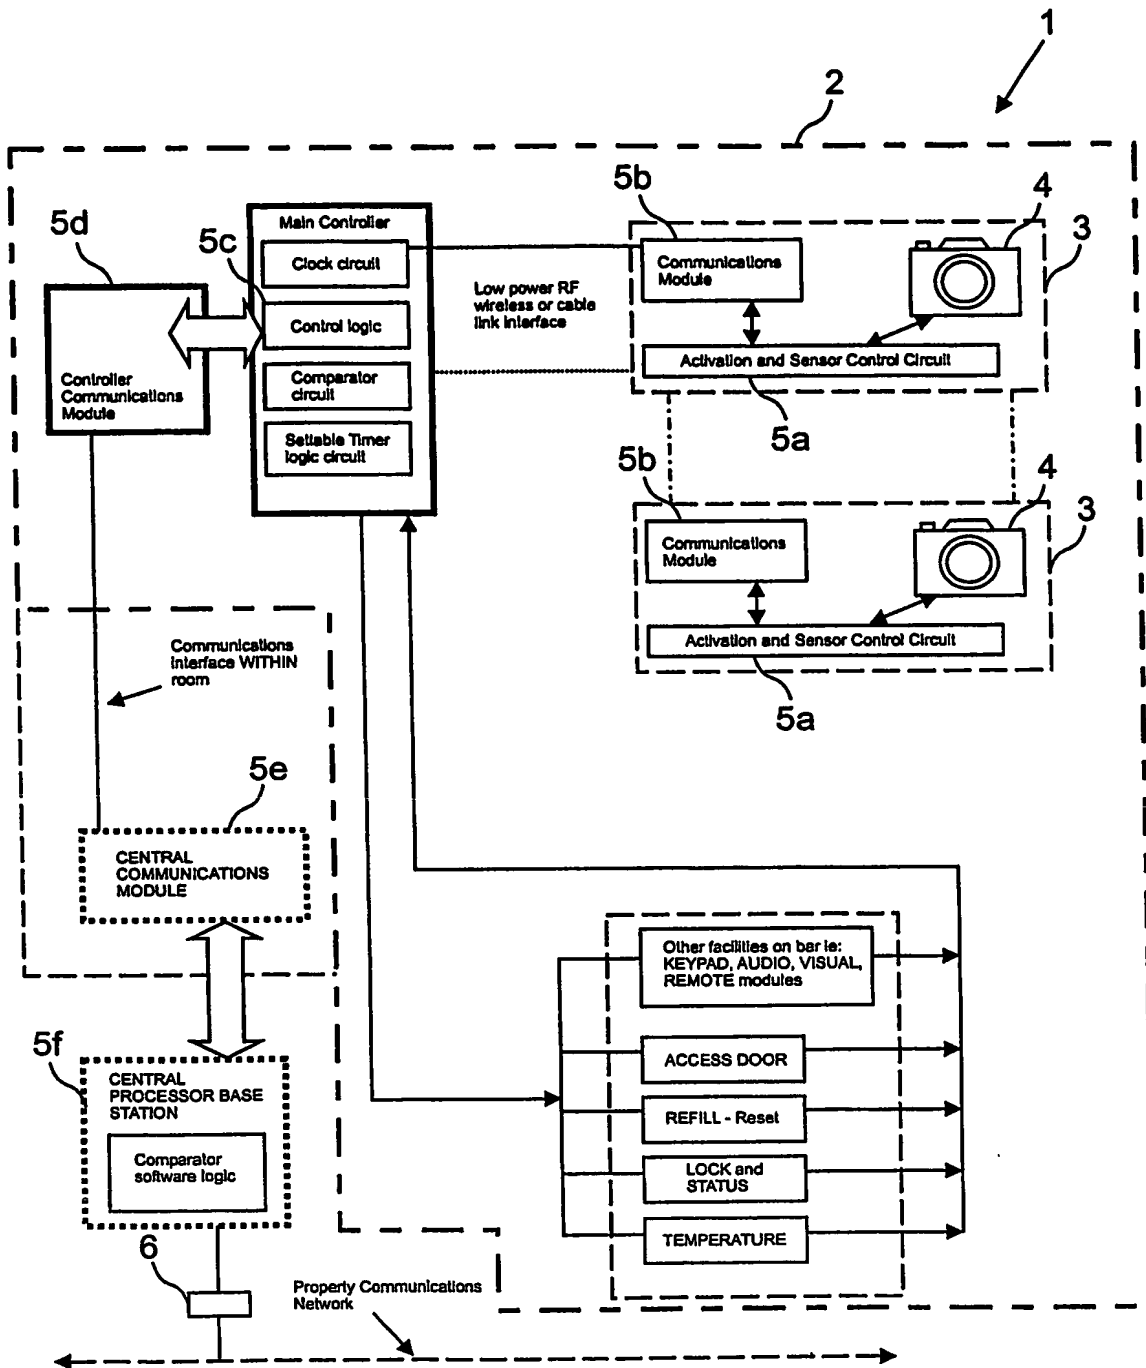 1
2
5b
4
3
5d
Main Controller
5c
Clock circuit
Communications
Module
Low power RF
wireless or cable
link interface
Control logic
Activation and Sensor Control Circuit
Controller
Communications
Module
Comparator
circuit
Settable Timer
logic circuit
5a
5b
4
3
Communications
Module
Activation and Sensor Control Circuit
5a
Communications
Interface WITHIN
room
5e
CENTRAL
COMMUNICATIONS
MODULE
Other facilities on bar ie:
KEYPAD, AUDIO, VISUAL,
REMOTE modules
5f
CENTRAL
PROCESSOR BASE
STATION
ACCESS DOOR
REFILL - Reset
Comparator
software logic
LOCK and
STATUS
TEMPERATURE
6
Property Communications
Network